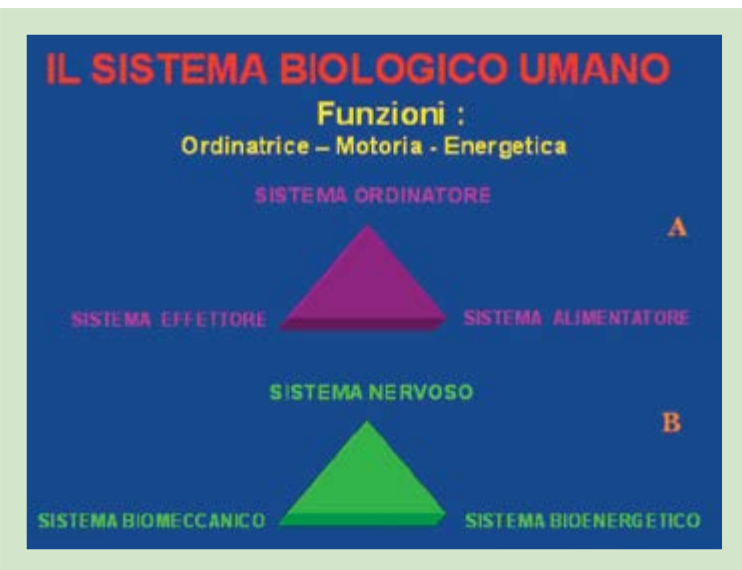 IL SISTEMA BIOLOGICO UMANO
Funzioni :
Ordinatrice – Motoria - Energetica
SISTEMA ORDINATORE
A
SISTEMA EFFETTORE
SISTEMA ALIMENTATORE
SISTEMA NERVOSO
B
SISTEMA BIOMECCANICO
SISTEMA BIOENERGETICO